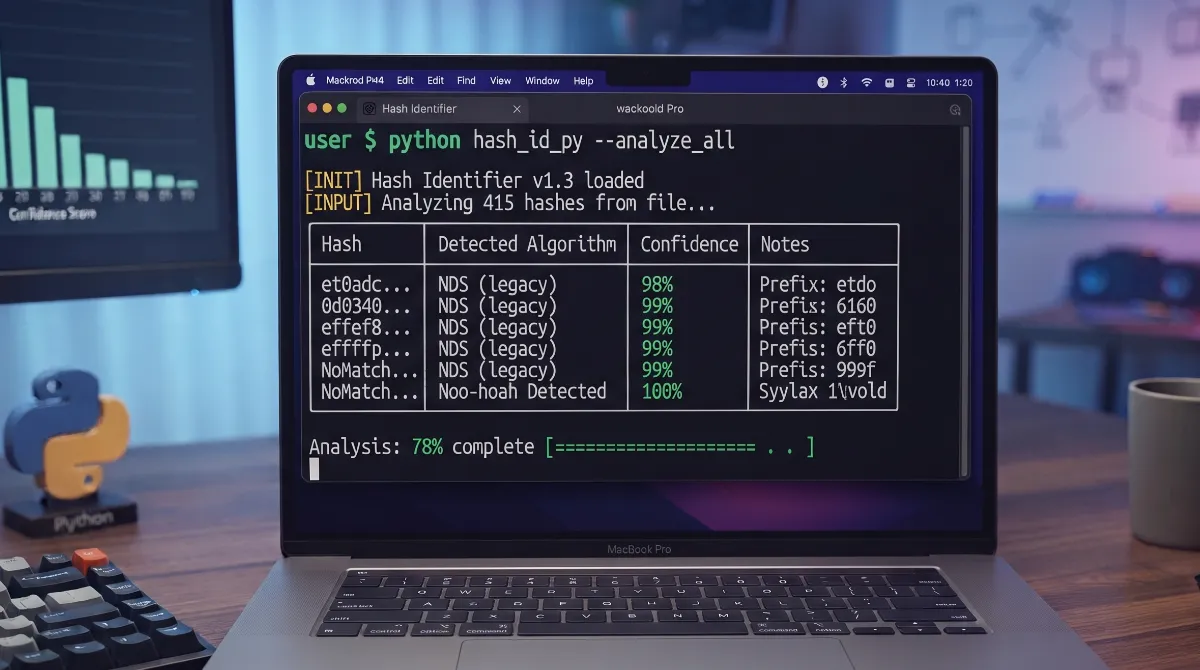 Mackrod P44 Edit Edit Find View Window Help 10:40 1:20
Hash Identifier × wackoold Pro
user $ python hash_id_py --analyze_all
[INIT] Hash Identifier v1.3 loaded
[INPUT] Analyzing 415 hashes from file...
Hash Detected Algorithm Confidence Notes
et0adc... NDS (legacy) 98% Prefix: etdo
0d0340... NDS (legacy) 99% Prefis: 6160
effef8... NDS (legacy) 99% Prefis: eft0
effffp... NDS (legacy) 99% Prefis: 6ff0
NoMatch... NDS (legacy) 99% Prefis: 999f
NoMatch... Noo-hoah Detected 100% Syylax 1\vold
Analysis: 78% complete [==================== . . ]
MacBook Pro
Score
Python